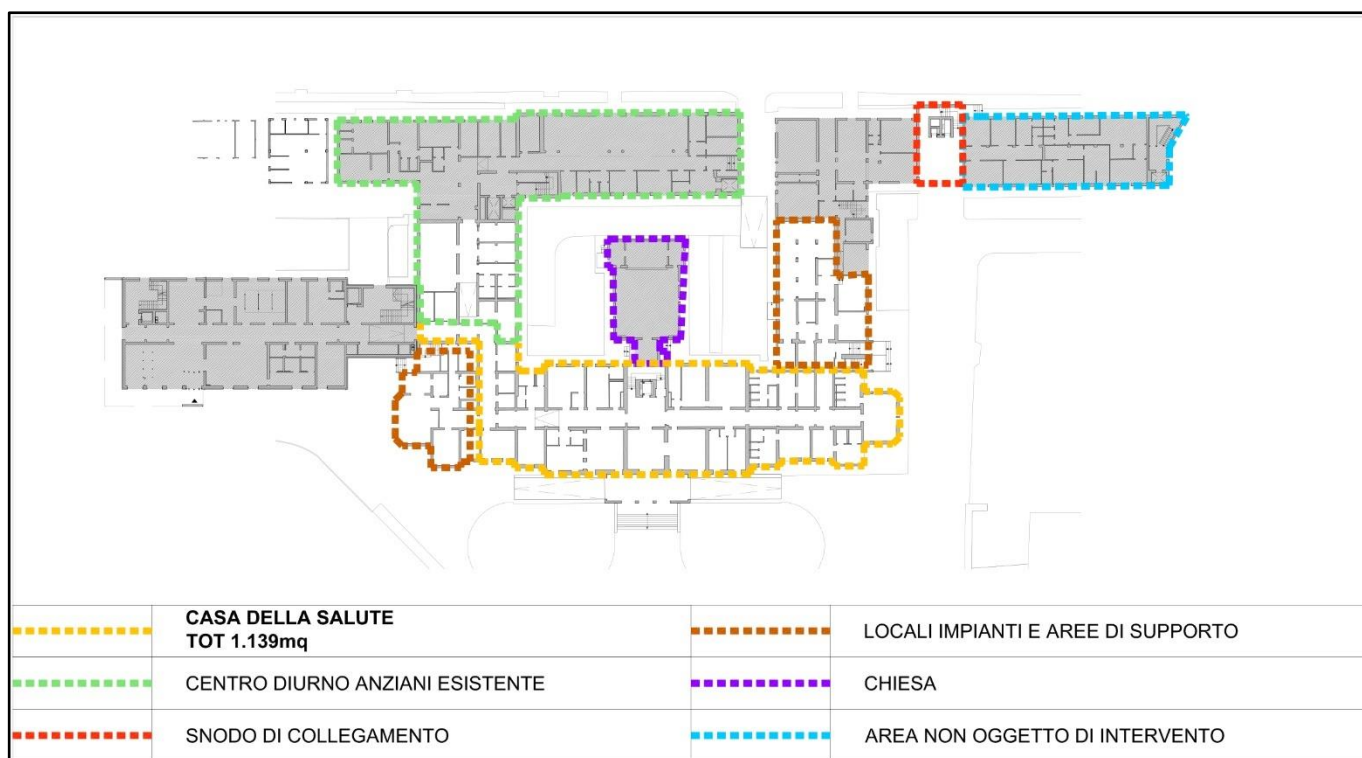 CASA DELLA SALUTE
TOT 1.139mq
LOCALI IMPIANTI E AREE DI SUPPORTO
CENTRO DIURNO ANZIANI ESISTENTE
CHIESA
SNODO DI COLLEGAMENTO
AREA NON OGGETTO DI INTERVENTO